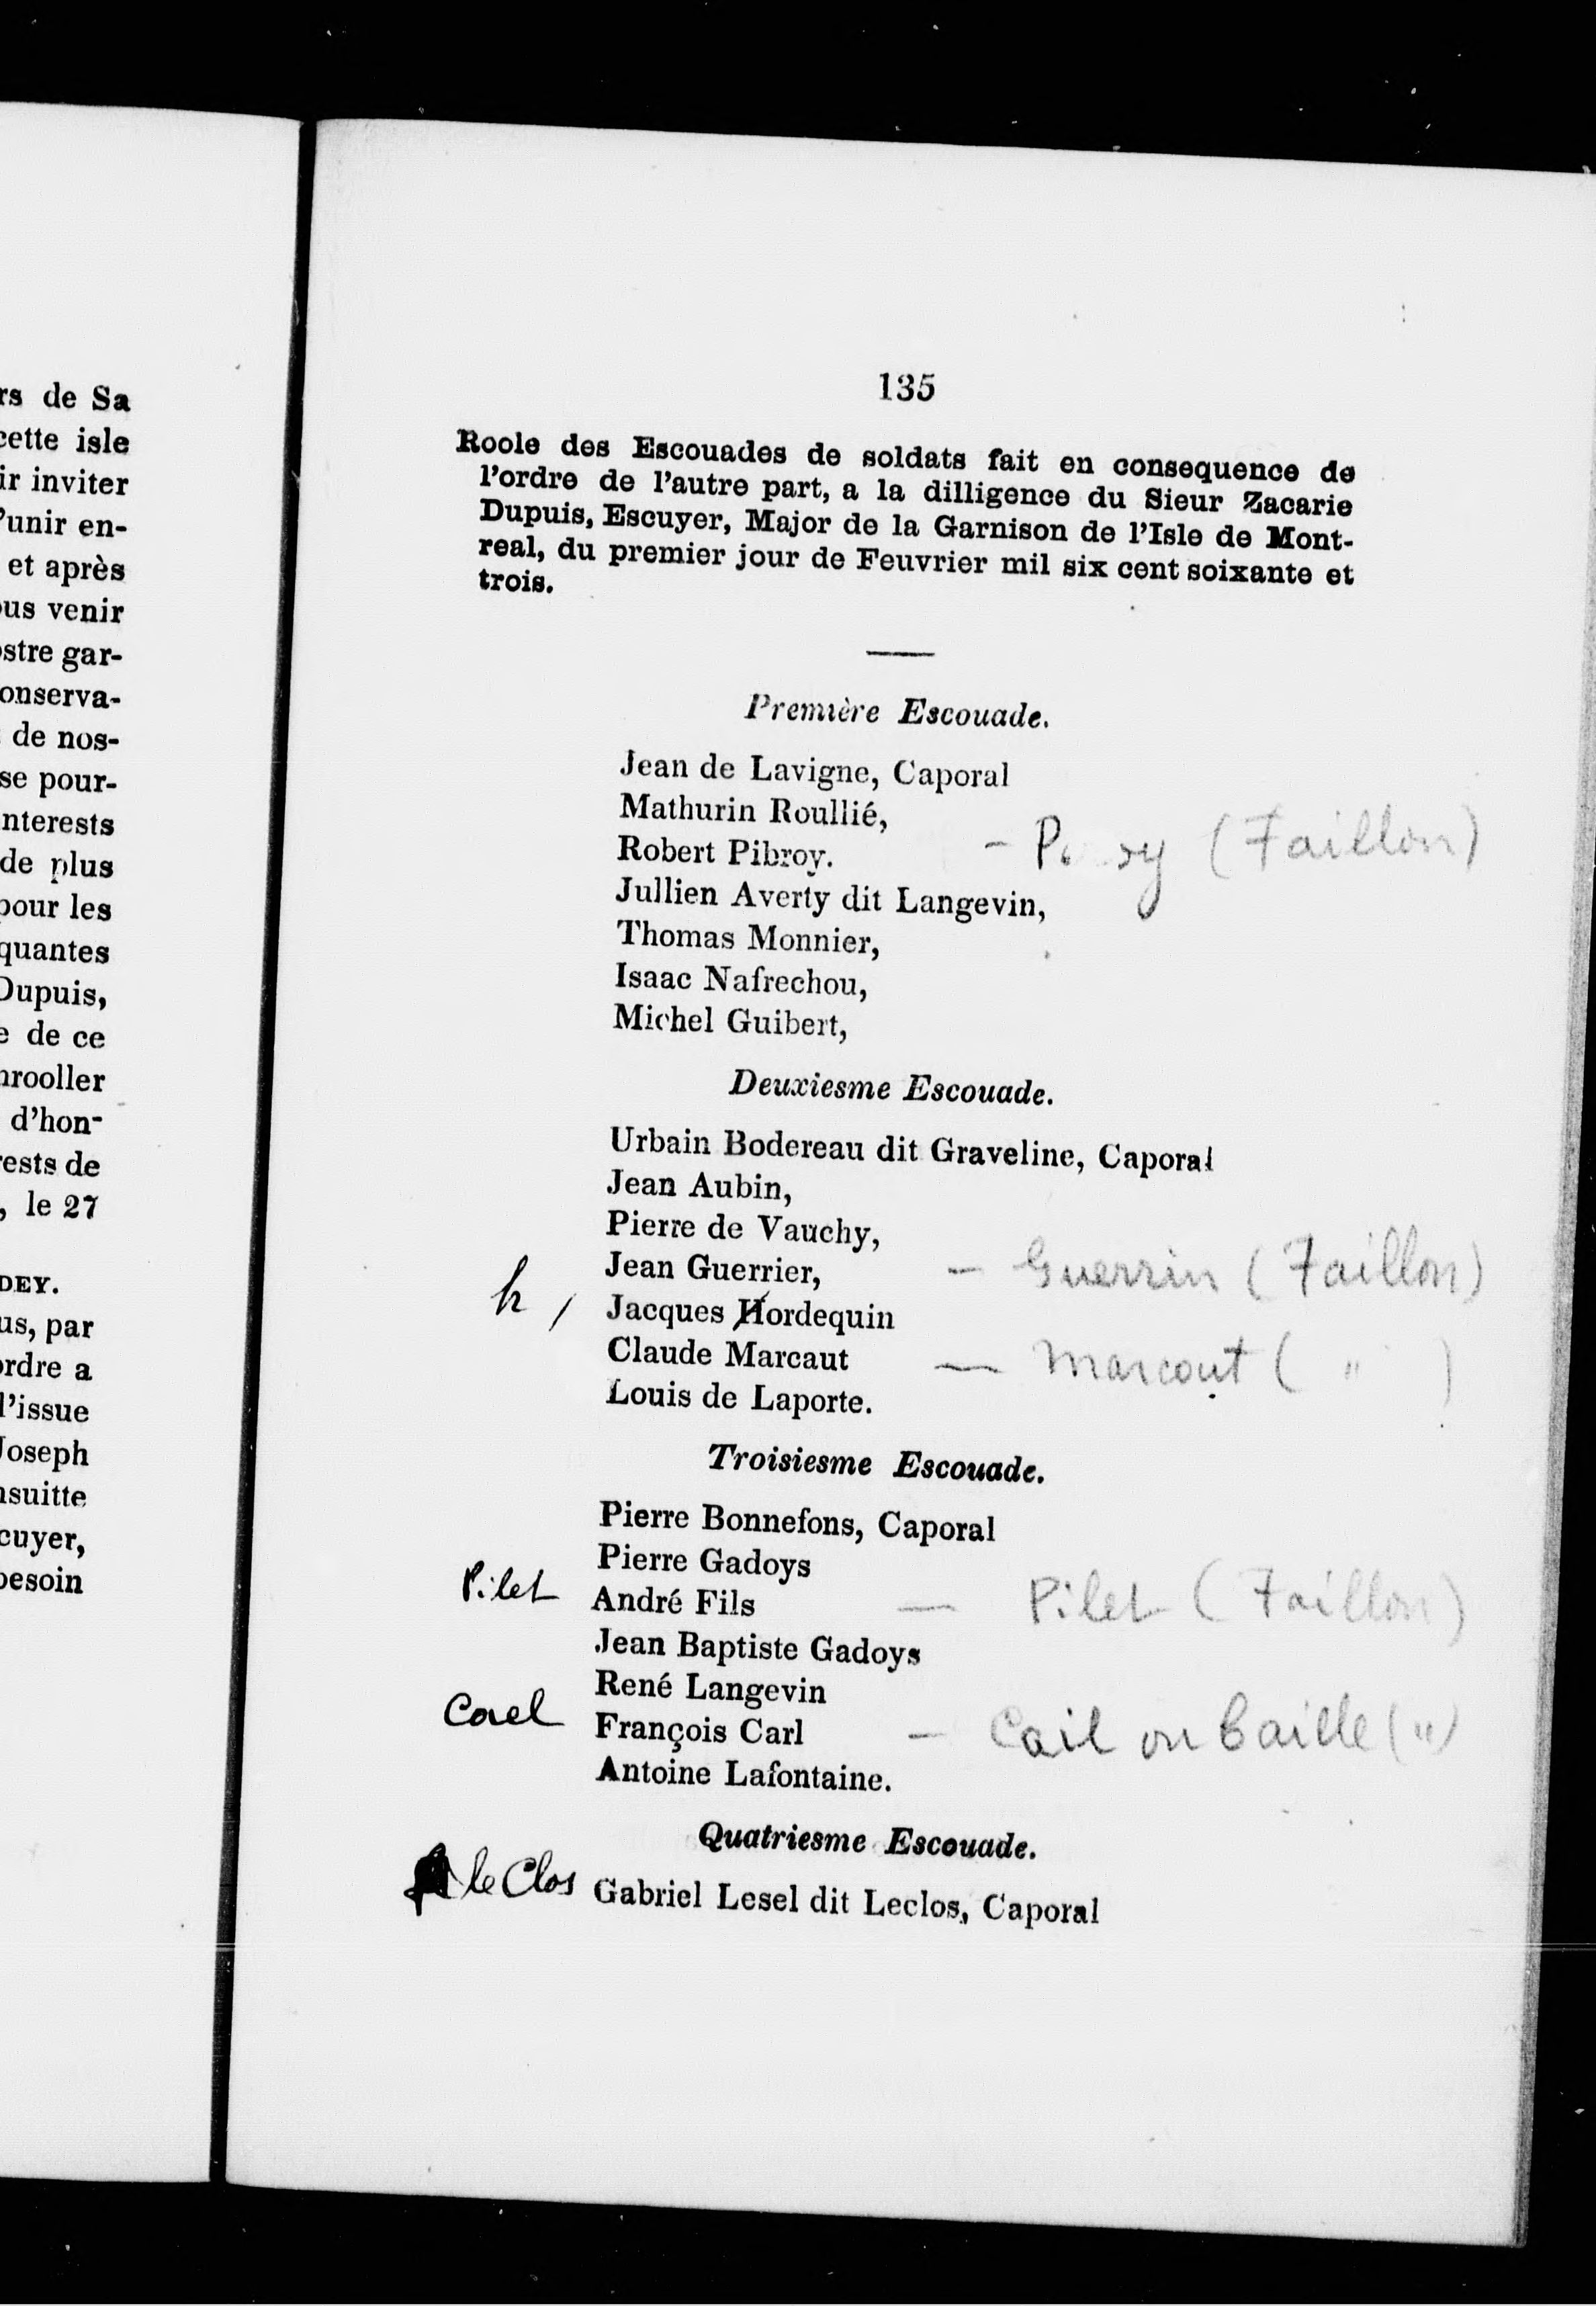 rs de Sa
cette isle
ir inviter
'unir en-
et après
ous venir
ostre gar-
onserva-
de nos-
se pour-
nterests
de plus
pour les
quantes
Dupuis,
e de ce
nrooller
d'hon-
rests de
, le 27
DEY.
us, par
ordre a
l'issue
Joseph
nsuitte
cuyer,
besoin
135
Roole des Escouades de soldats fait en consequence de
l'ordre de l'autre part, a la dilligence du Sieur Zacarie
Dupuis, Escuyer, Major de la Garnison de l'Isle de Mont-
real, du premier jour de Feuvrier mil six cent soixante et
trois.
Première Escouade.
Jean de Lavigne, Caporal
Mathurin Roullié,
Robert Pibroy. - (Faillon)
Jullien Averty dit Langevin,
Thomas Monnier,
Isaac Nafrechou,
Michel Guibert,
Deuxiesme Escouade.
Urbain Bodereau dit Graveline, Caporal
Jean Aubin,
Pierre de Vauchy,
Jean Guerrier, - Guerrin (Faillon)
h / Jacques Hordequin
Claude Marcaut — Marcout ( " )
Louis de Laporte.
Troisiesme Escouade.
Pierre Bonnefons, Caporal
Pierre Gadoys
Pilet André Fils — Pilet (Faillon)
Jean Baptiste Gadoys
René Langevin
Cael François Carl - Cail ou Caille (")
Antoine Lafontaine.
Quatriesme Escouade.
le Clos Gabriel Lesel dit Leclos, Caporal